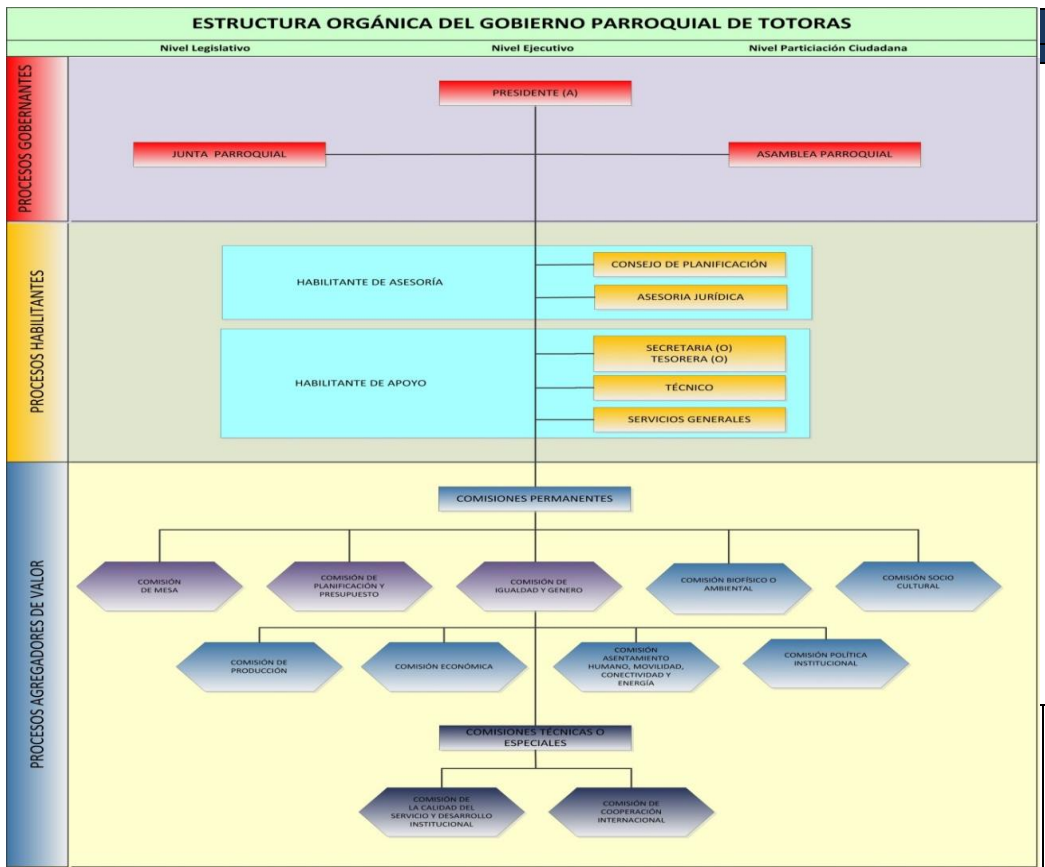 ESTRUCTURA ORGÁNICA DEL GOBIERNO PARROQUIAL DE TOTORAS
Nivel Legislativo
Nivel Ejecutivo
Nivel Particiación Ciudadana
PROCESOS GOBERNANTES
PRESIDENTE (A)
JUNTA PARROQUIAL
ASAMBLEA PARROQUIAL
PROCESOS HABILITANTES
HABILITANTE DE ASESORÍA
CONSEJO DE PLANIFICACIÓN
ASESORIA JURÍDICA
HABILITANTE DE APOYO
SECRETARIA (O)
TESORERA (O)
TÉCNICO
SERVICIOS GENERALES
PROCESOS AGREGADORES DE VALOR
COMISIONES PERMANENTES
COMISIÓN
DE MESA
COMISIÓN DE
PLANIFICACIÓN Y
PRESUPUESTO
COMISIÓN DE
IGUALDAD Y GENERO
COMISIÓN BIOFÍSICO O
AMBIENTAL
COMISIÓN SOCIO
CULTURAL
COMISIÓN DE
PRODUCCIÓN
COMISIÓN ECONÓMICA
COMISIÓN
ASENTAMIENTO
HUMANO, MOVILIDAD,
CONECTIVIDAD Y
ENERGÍA
COMISIÓN POLÍTICA
INSTITUCIONAL
COMISIONES TÉCNICAS O
ESPECIALES
COMISIÓN DE
LA CALIDAD DEL
SERVICIO Y DESARROLLO
INSTITUCIONAL
COMISIÓN DE
COOPERACIÓN
INTERNACIONAL